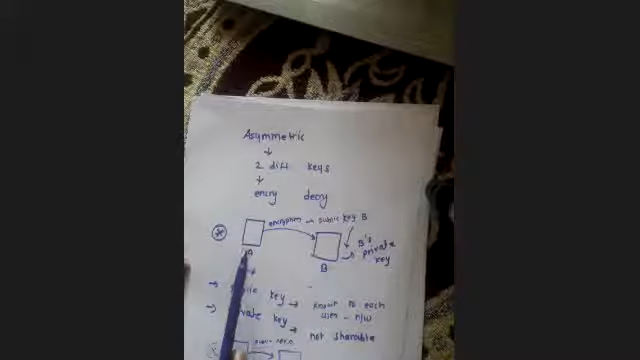 Asymmetric
2 diff keys
encry decry
encryption → public key B
B's private key
A
B
key → known to each user - n/w
key → not sharable